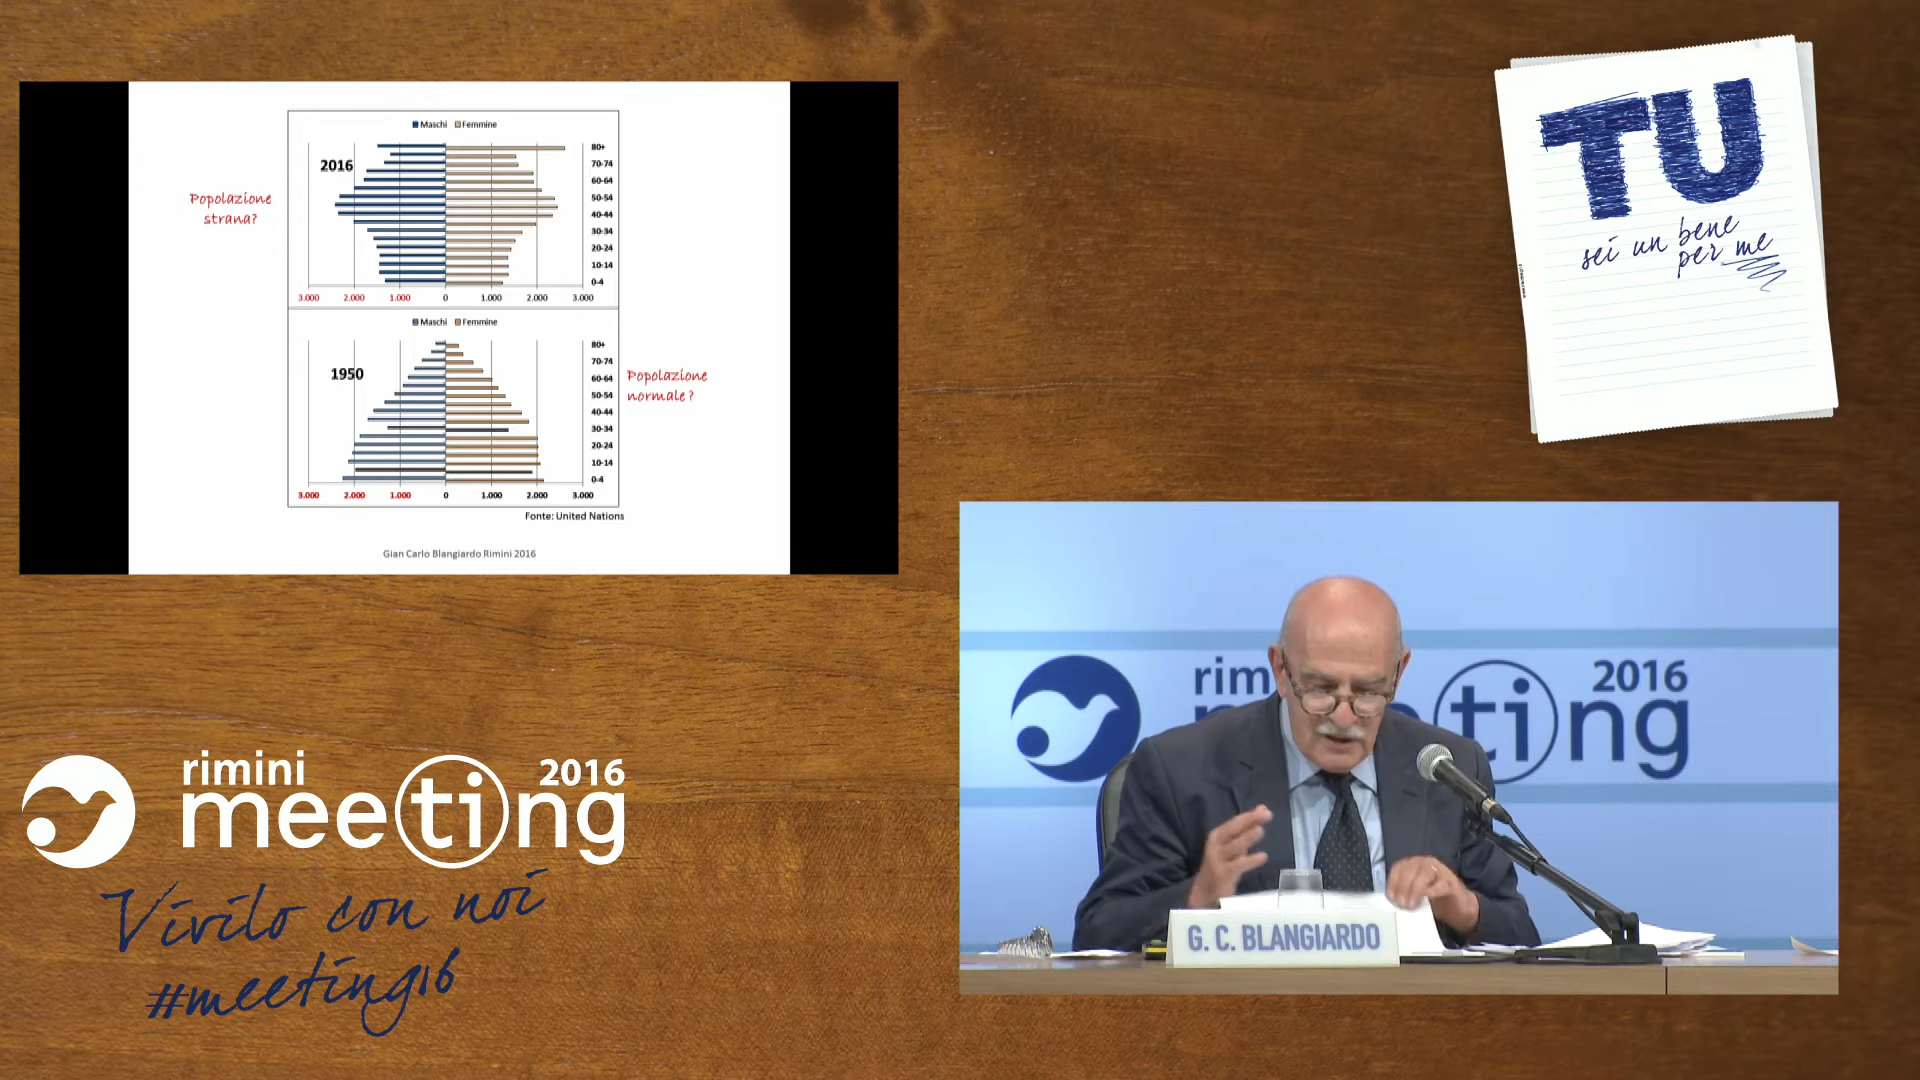 Maschi Femmine
2016
80+
70-74
60-64
50-54
40-44
30-34
20-24
10-14
0-4
3.000 2.000 1.000 0 1.000 2.000 3.000
Popolazione
strana?
Maschi Femmine
1950
80+
70-74
60-64
50-54
40-44
30-34
20-24
10-14
0-4
3.000 2.000 1.000 0 1.000 2.000 3.000
Popolazione
normale ?
Fonte: United Nations
Gian Carlo Blangiardo Rimini 2016
TU
sei un bene
per me
rimini 2016
meeting
Vivilo con noi
#meeting16
rim 2016
ting
G. C. BLANGIARDO